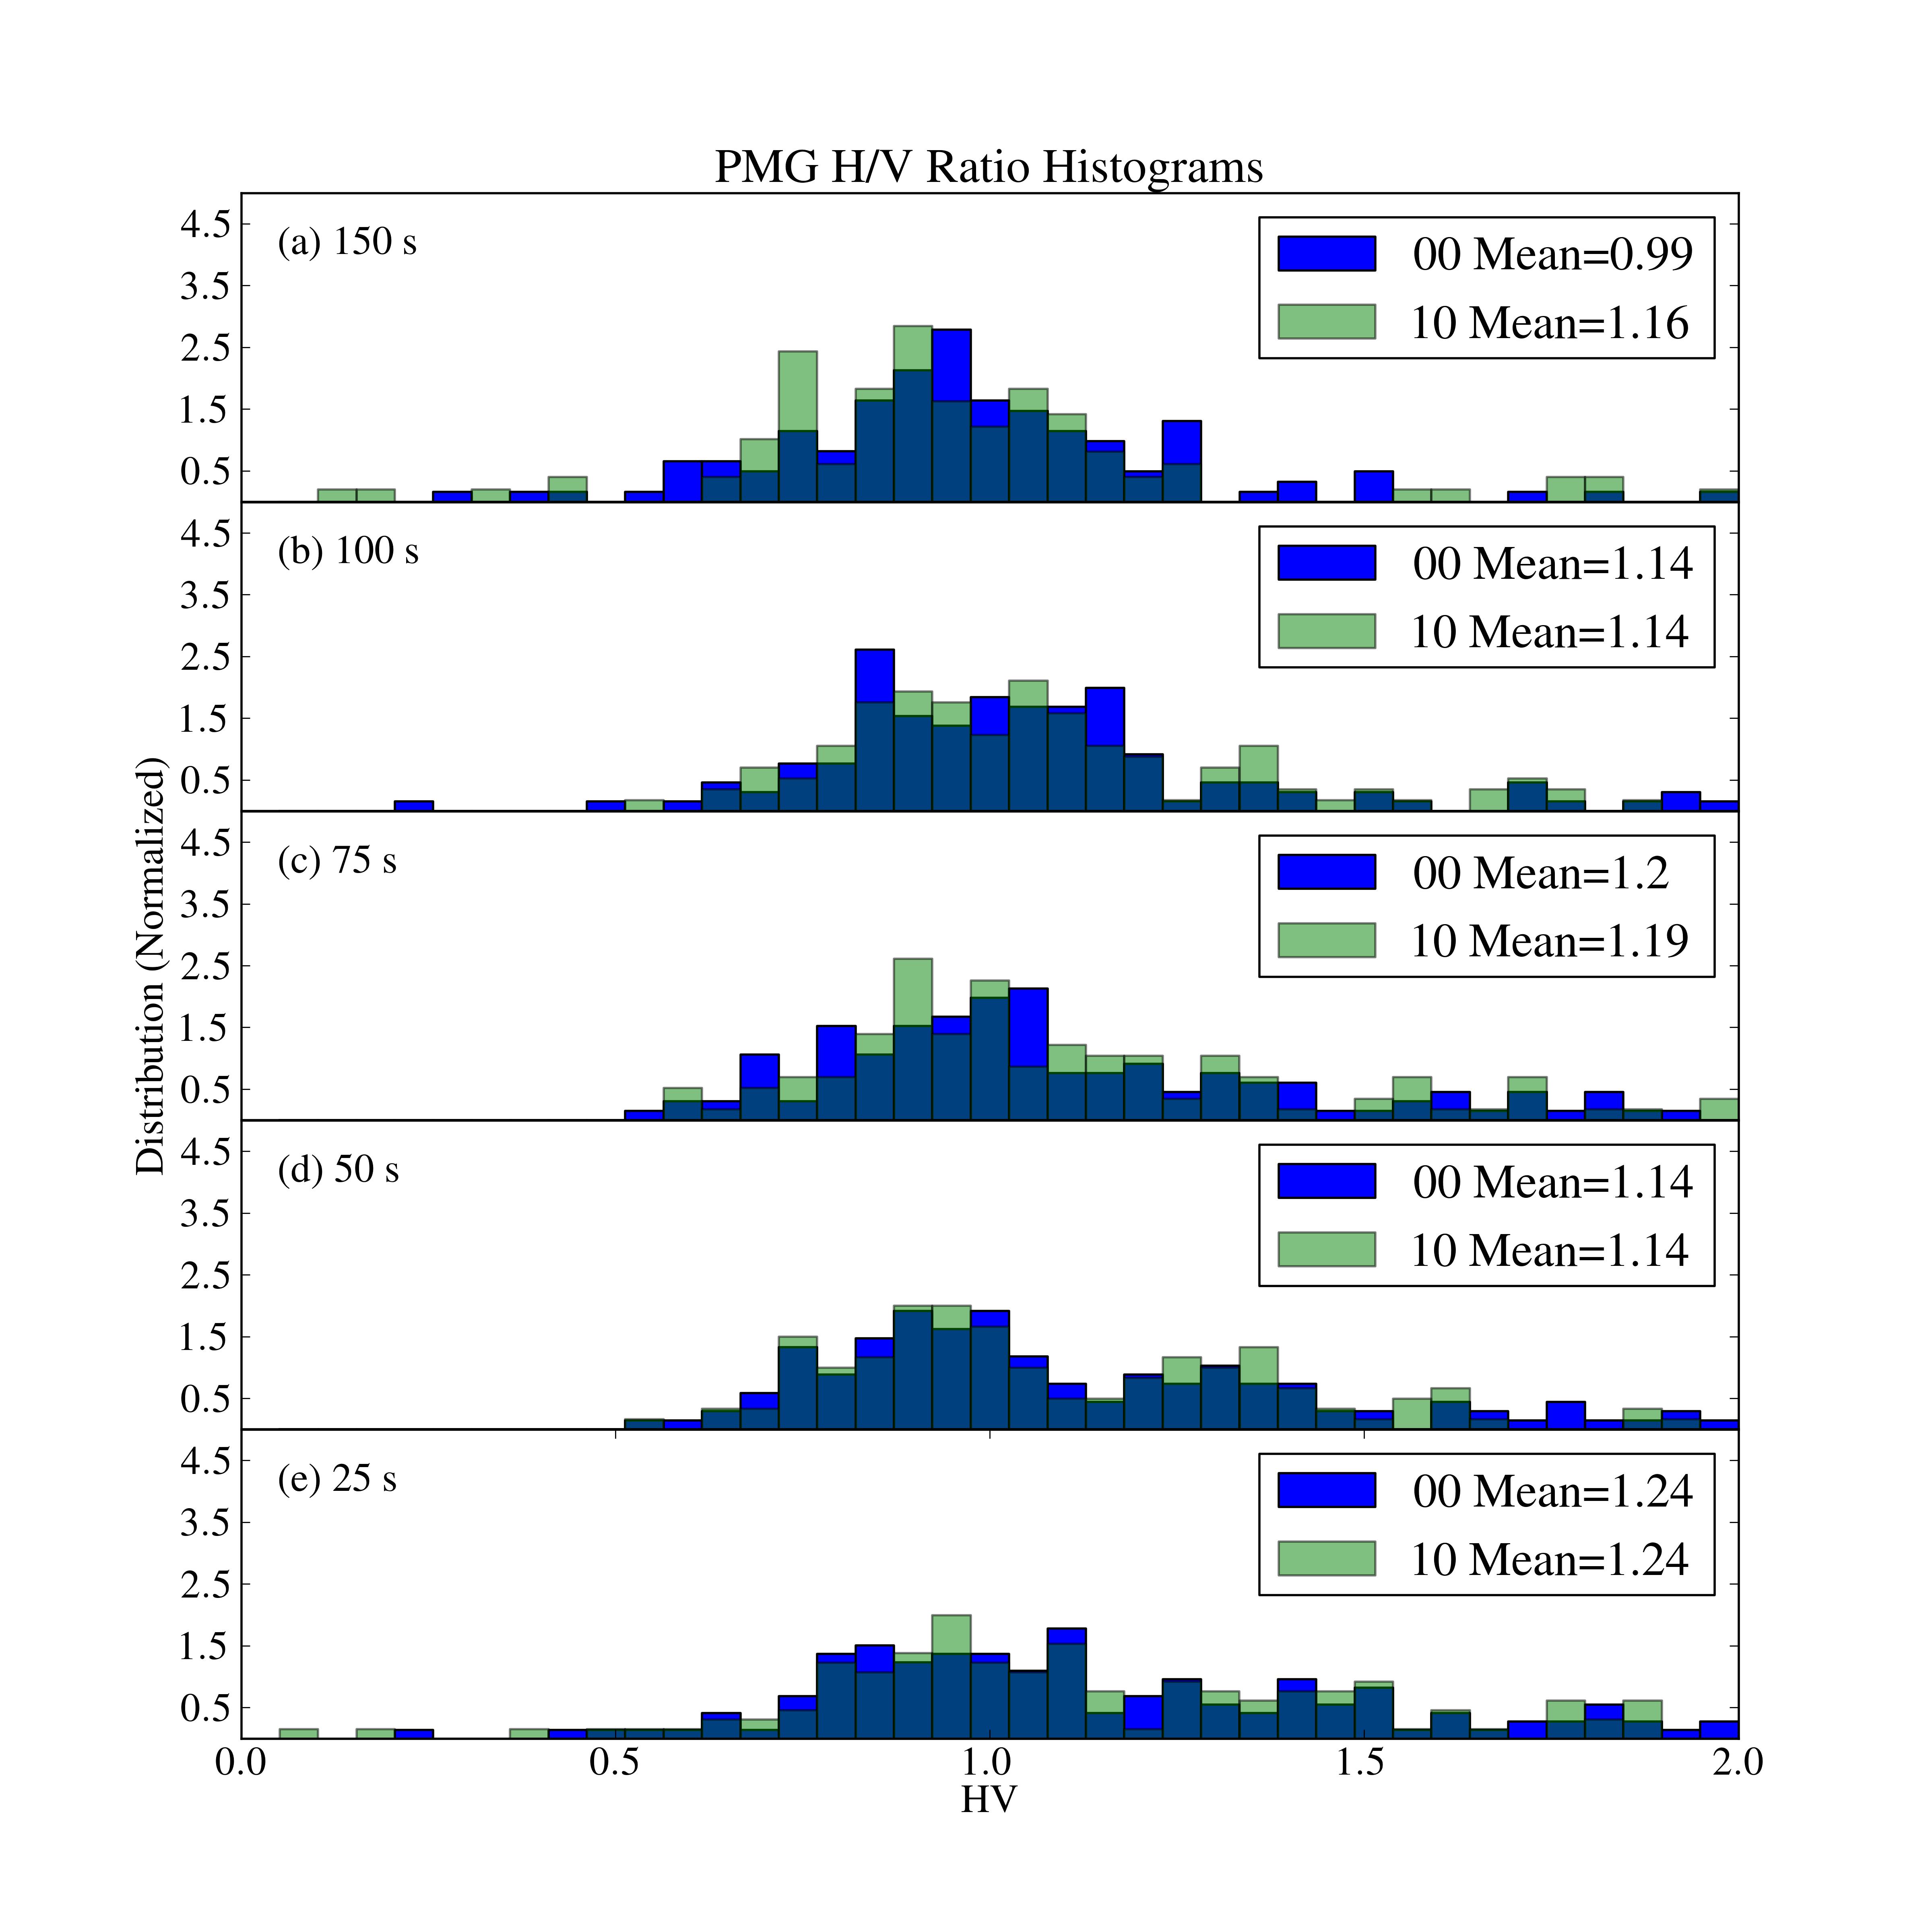 PMG H/V Ratio Histograms
Distribution (Normalized)
4.5
3.5
2.5
1.5
0.5
(a) 150 s
00 Mean=0.99
10 Mean=1.16
4.5
3.5
2.5
1.5
0.5
(b) 100 s
00 Mean=1.14
10 Mean=1.14
4.5
3.5
2.5
1.5
0.5
(c) 75 s
00 Mean=1.2
10 Mean=1.19
4.5
3.5
2.5
1.5
0.5
(d) 50 s
00 Mean=1.14
10 Mean=1.14
4.5
3.5
2.5
1.5
0.5
(e) 25 s
00 Mean=1.24
10 Mean=1.24
0.0 0.5 1.0 1.5 2.0
HV